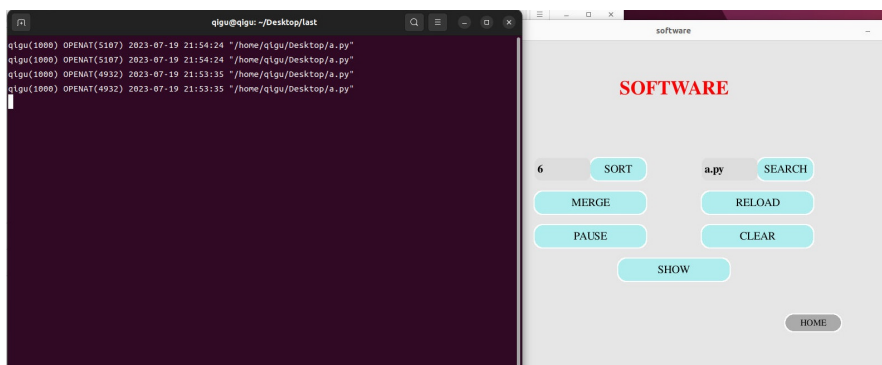 qigu@qigu: ~/Desktop/last
qigu(1000) OPENAT(5107) 2023-07-19 21:54:24 "/home/qigu/Desktop/a.py"
qigu(1000) OPENAT(5107) 2023-07-19 21:54:24 "/home/qigu/Desktop/a.py"
qigu(1000) OPENAT(4932) 2023-07-19 21:53:35 "/home/qigu/Desktop/a.py"
qigu(1000) OPENAT(4932) 2023-07-19 21:53:35 "/home/qigu/Desktop/a.py"
software
SOFTWARE
6 SORT a.py SEARCH
MERGE RELOAD
PAUSE CLEAR
SHOW
HOME